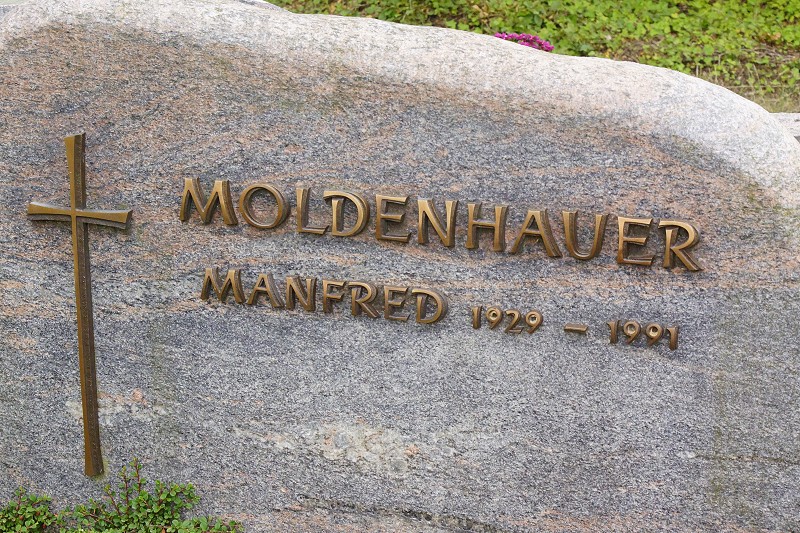 MOLDENHAUER
MANFRED 1929 - 1991